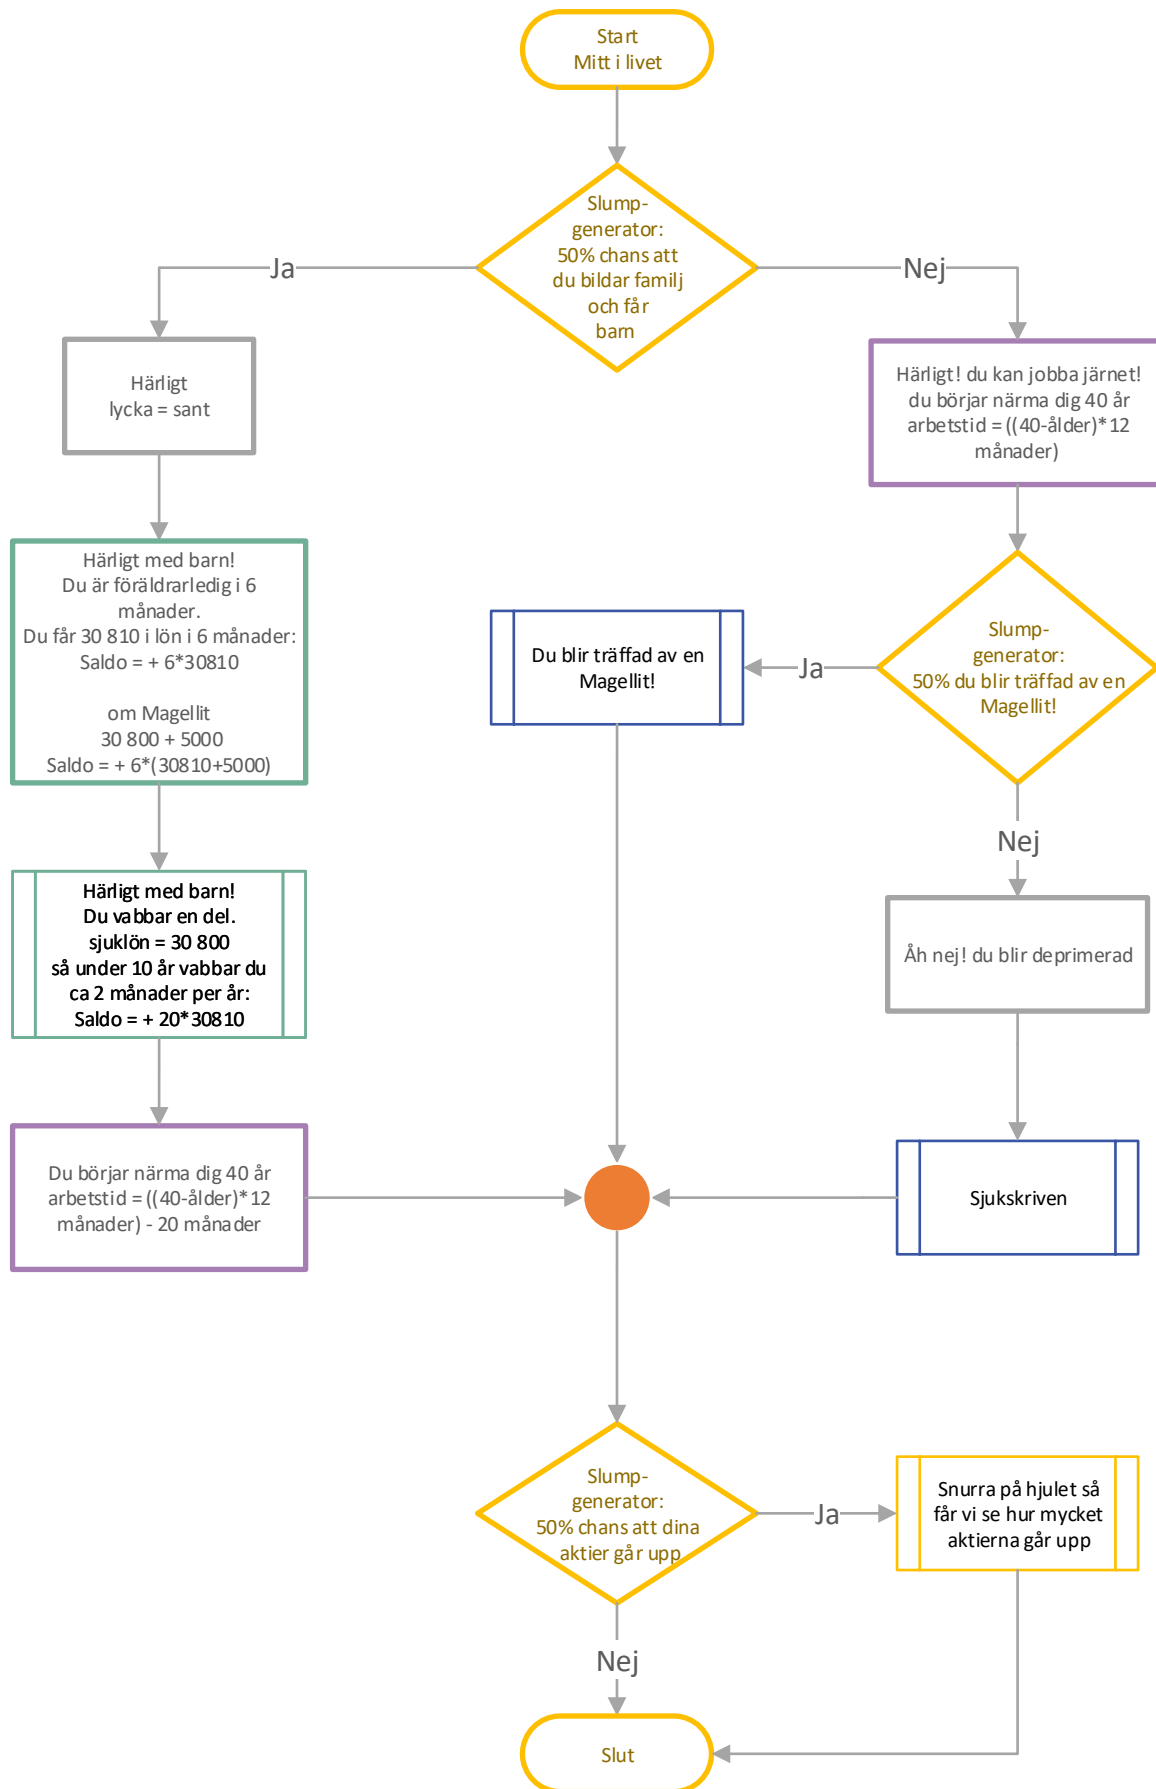 Start
Mitt i livet
Slump-
generator:
50% chans att
du bildar familj
och får
barn
Ja
Nej
Härligt
lycka = sant
Härligt! du kan jobba järnet!
du börjar närma dig 40 år
arbetstid = ((40-ålder)*12
månader)
Härligt med barn!
Du är föräldrarledig i 6
månader.
Du får 30 810 i lön i 6 månader:
Saldo = + 6*30810
om Magellit
30 800 + 5000
Saldo = + 6*(30810+5000)
Du blir träffad av en
Magellit!
Ja
Slump-
generator:
50% du blir träffad av en
Magellit!
Nej
Härligt med barn!
Du vabbar en del.
sjuklön = 30 800
så under 10 år vabbar du
ca 2 månader per år:
Saldo = + 20*30810
Åh nej! du blir deprimerad
Du börjar närma dig 40 år
arbetstid = ((40-ålder)*12
månader) - 20 månader
Sjukskriven
Slump-
generator:
50% chans att dina
aktier går upp
Ja
Snurra på hjulet så
får vi se hur mycket
aktierna går upp
Nej
Slut